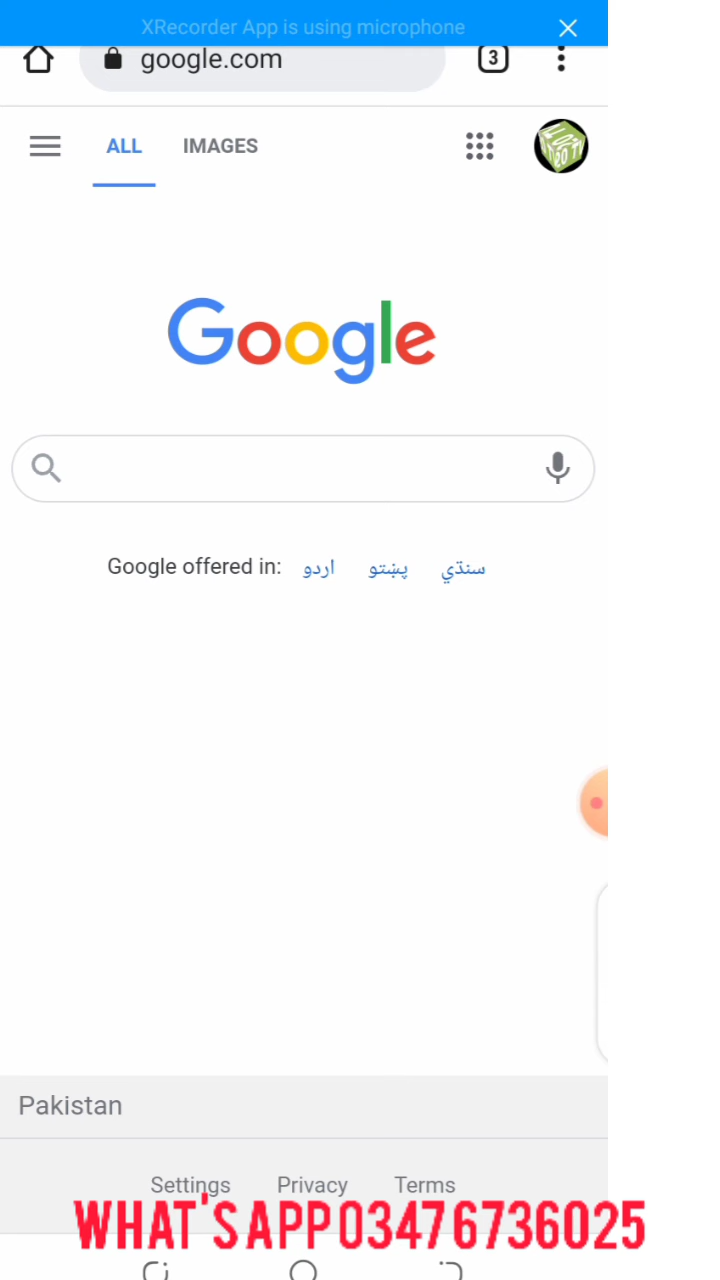 XRecorder App is using microphone
google.com
3
ALL IMAGES
Google
Google offered in: اردو پښتو سنڌي
Pakistan
Settings Privacy Terms
WHAT'S APP 03476736025